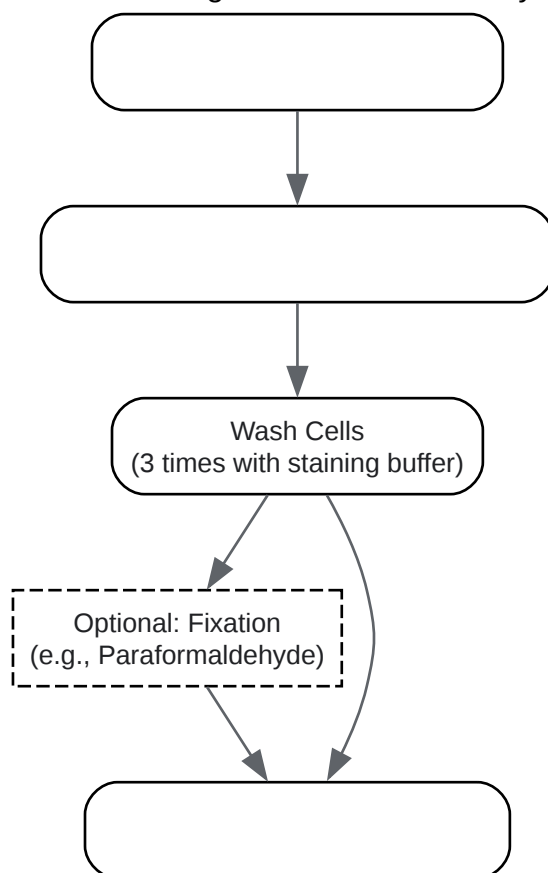 Wash Cells
(3 times with staining buffer)
Optional: Fixation
(e.g., Paraformaldehyde)